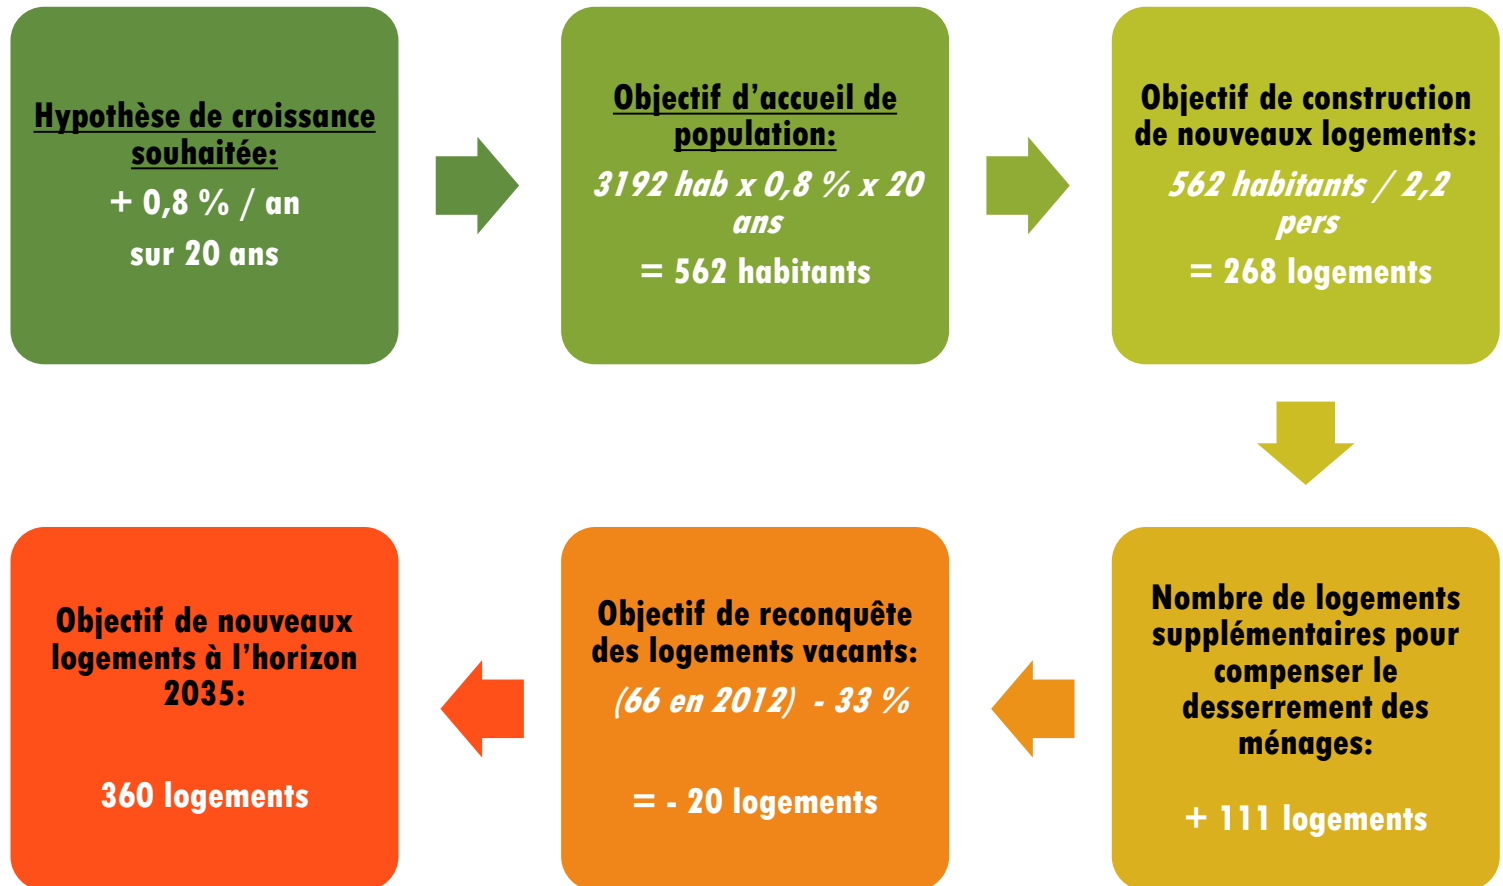 Hypothèse de croissance
souhaitée:
+ 0,8 % / an
sur 20 ans
Objectif d'accueil de
population:
3192 hab x 0,8 % x 20
ans
= 562 habitants
Objectif de construction
de nouveaux logements:
562 habitants / 2,2
pers
= 268 logements
Nombre de logements
supplémentaires pour
compenser le
desserrement des
ménages:
+ 111 logements
Objectif de reconquête
des logements vacants:
(66 en 2012) - 33 %
= - 20 logements
Objectif de nouveaux
logements à l'horizon
2035:
360 logements